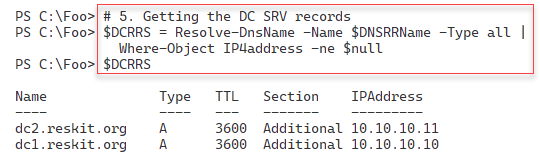 PS C:\Foo> # 5. Getting the DC SRV records
PS C:\Foo> $DCRRS = Resolve-DnsName -Name $DNSRRName -Type all |
Where-Object IP4address -ne $null
PS C:\Foo> $DCRRS
Name Type TTL Section IPAddress
---- ---- --- ------- ---------
dc2.reskit.org A 3600 Additional 10.10.10.11
dc1.reskit.org A 3600 Additional 10.10.10.10